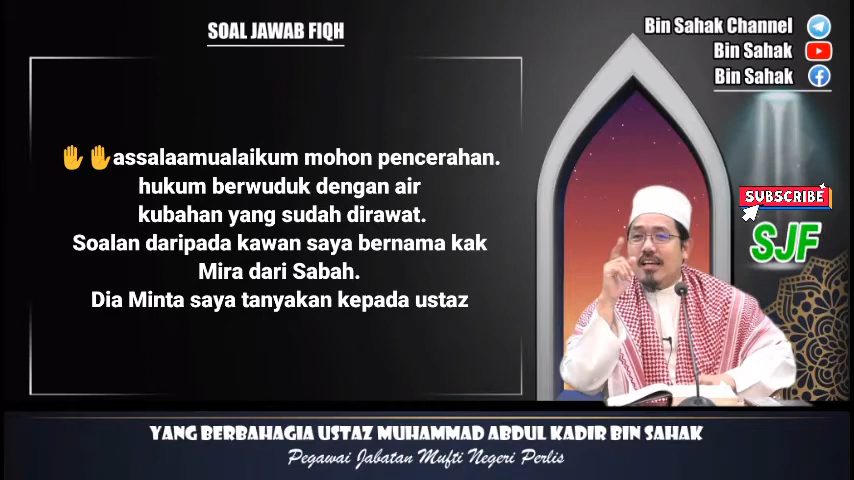 SOAL JAWAB FIQH
Bin Sahak Channel
Bin Sahak
Bin Sahak
✋✋assalaamualaikum mohon pencerahan.
hukum berwuduk dengan air
kubahan yang sudah dirawat.
Soalan daripada kawan saya bernama kak
Mira dari Sabah.
Dia Minta saya tanyakan kepada ustaz
SUBSCRIBE
SJF
YANG BERBAHAGIA USTAZ MUHAMMAD ABDUL KADIR BIN SAHAK
Pegawai Jabatan Mufti Negeri Perlis